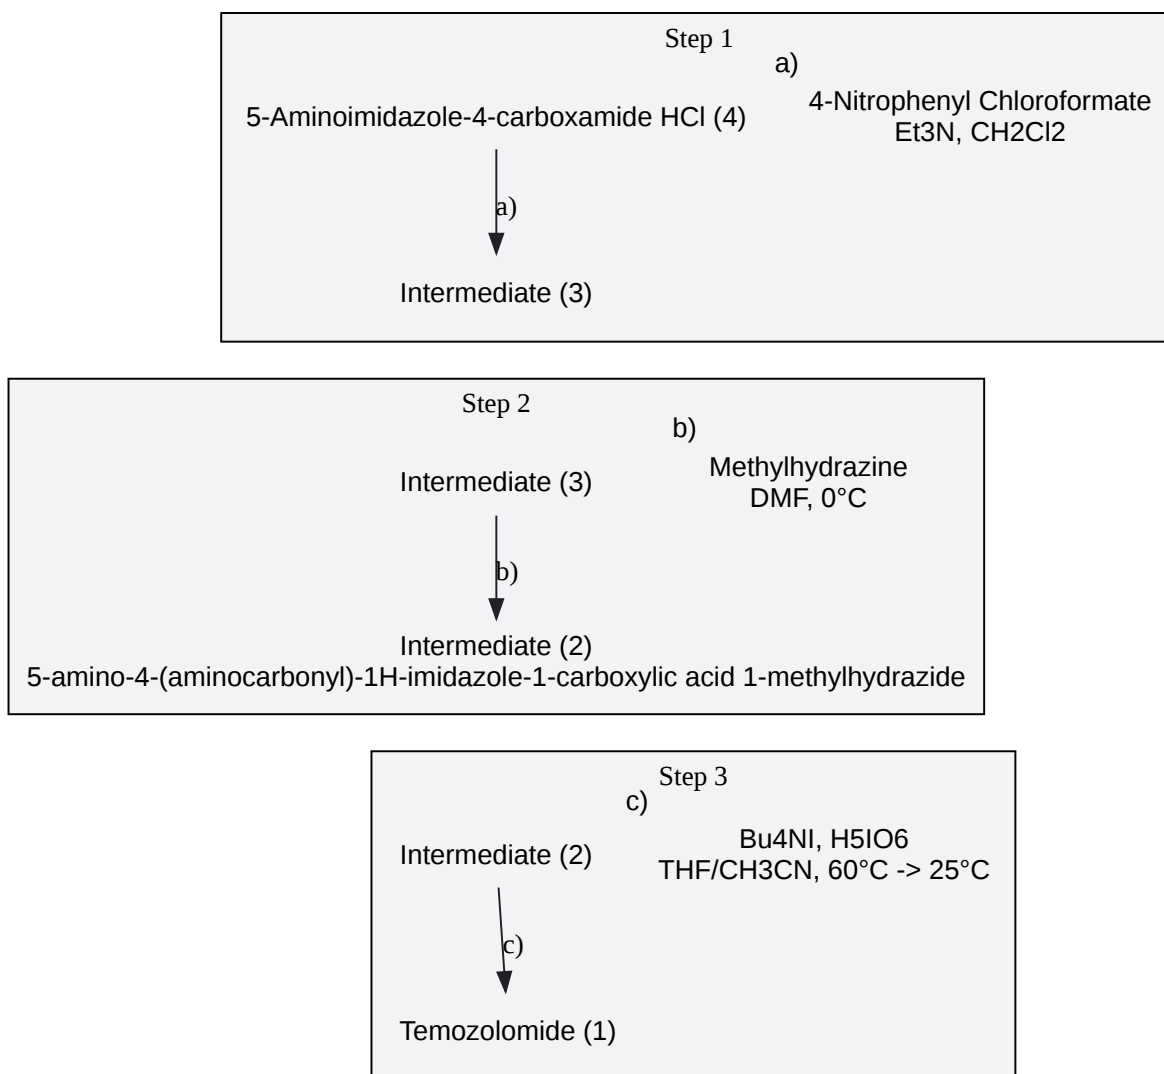 Step 1
a)
5-Aminoimidazole-4-carboxamide HCl (4)
4-Nitrophenyl Chloroformate
Et3N, CH2Cl2
a)
Intermediate (3)
Step 2
b)
Intermediate (3)
Methylhydrazine
DMF, 0°C
b)
Intermediate (2)
5-amino-4-(aminocarbonyl)-1H-imidazole-1-carboxylic acid 1-methylhydrazide
Step 3
c)
Intermediate (2)
Bu4NI, H5IO6
THF/CH3CN, 60°C -> 25°C
c)
Temozolomide (1)